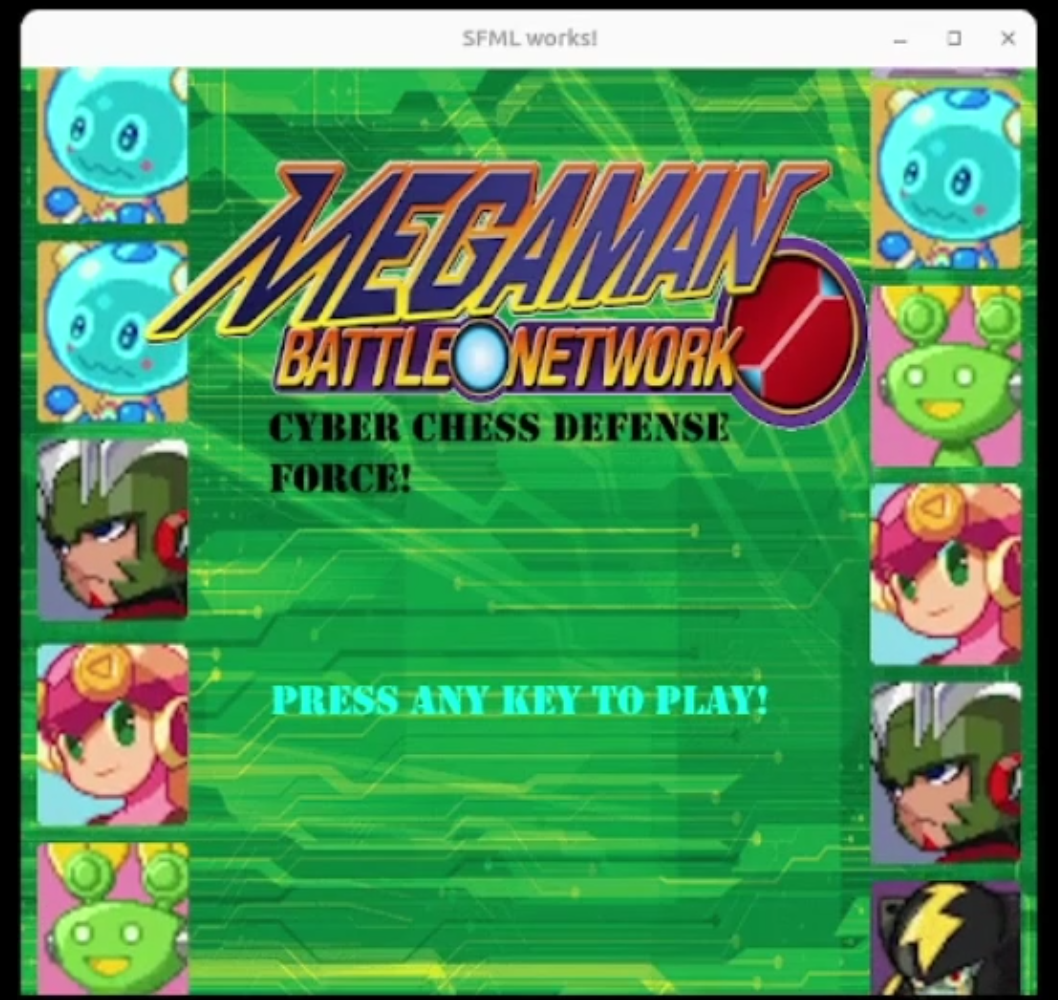 SFML works!
MEGAMAN
BATTLE NETWORK
CYBER CHESS DEFENSE
FORCE!
PRESS ANY KEY TO PLAY!